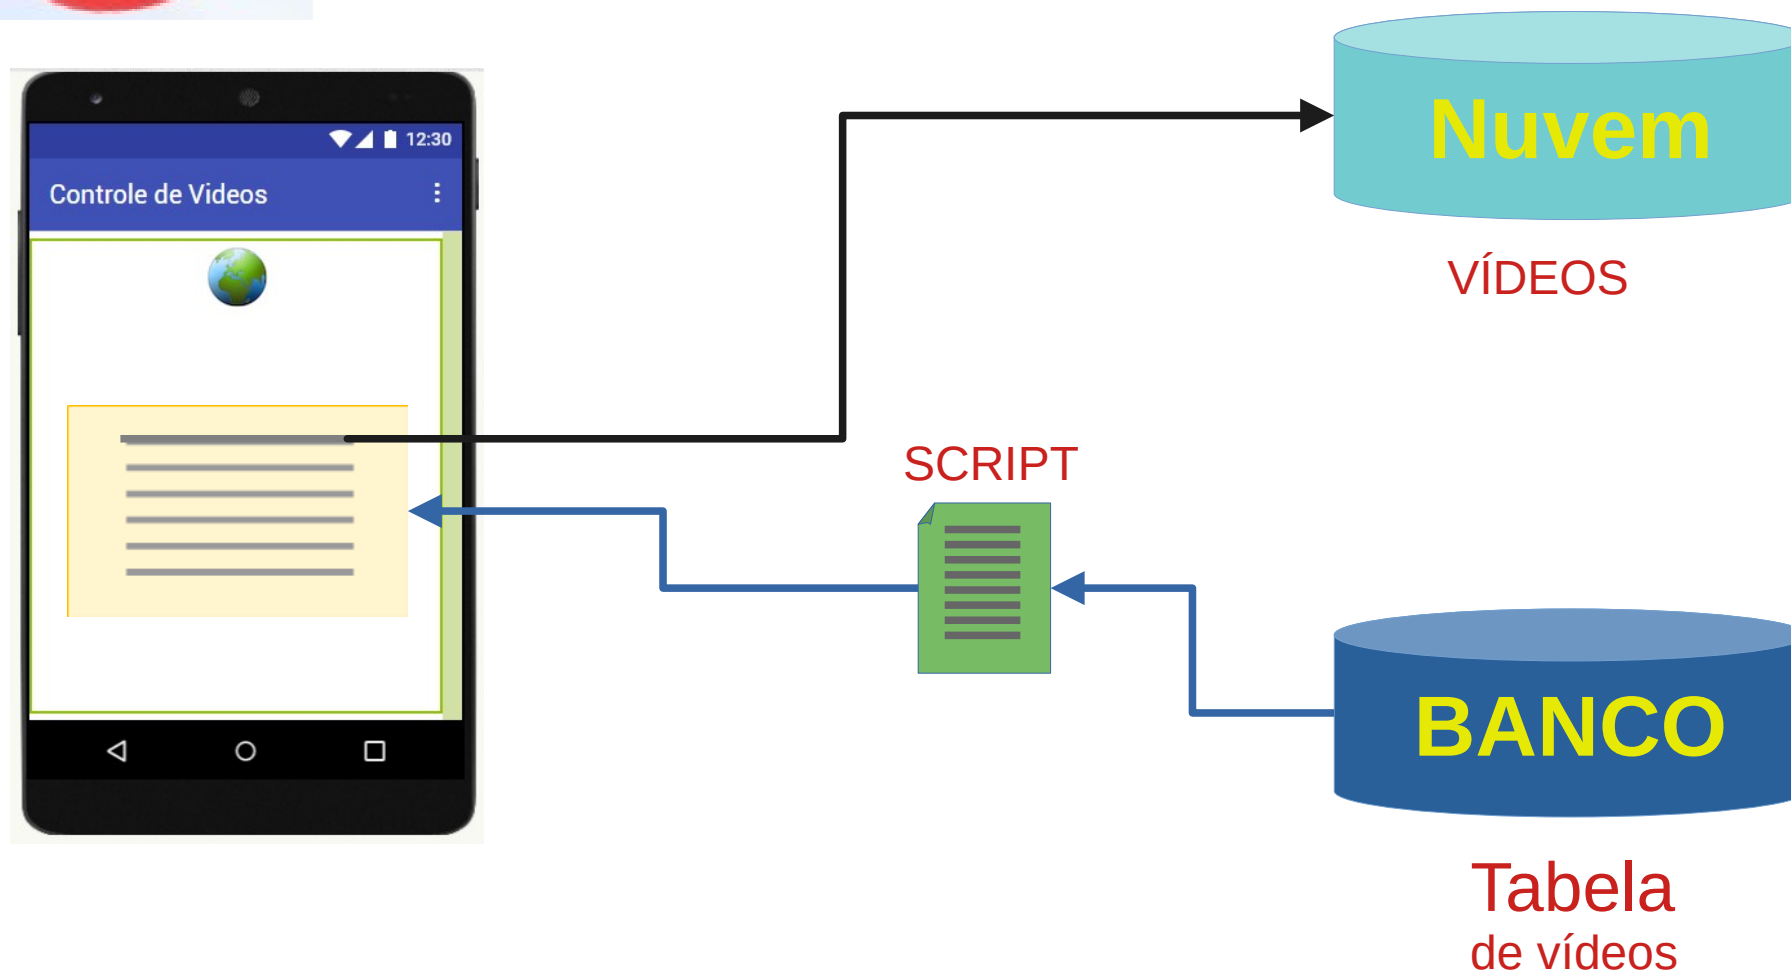 12:30
Controle de Videos
Nuvem
VÍDEOS
SCRIPT
BANCO
Tabela
de vídeos